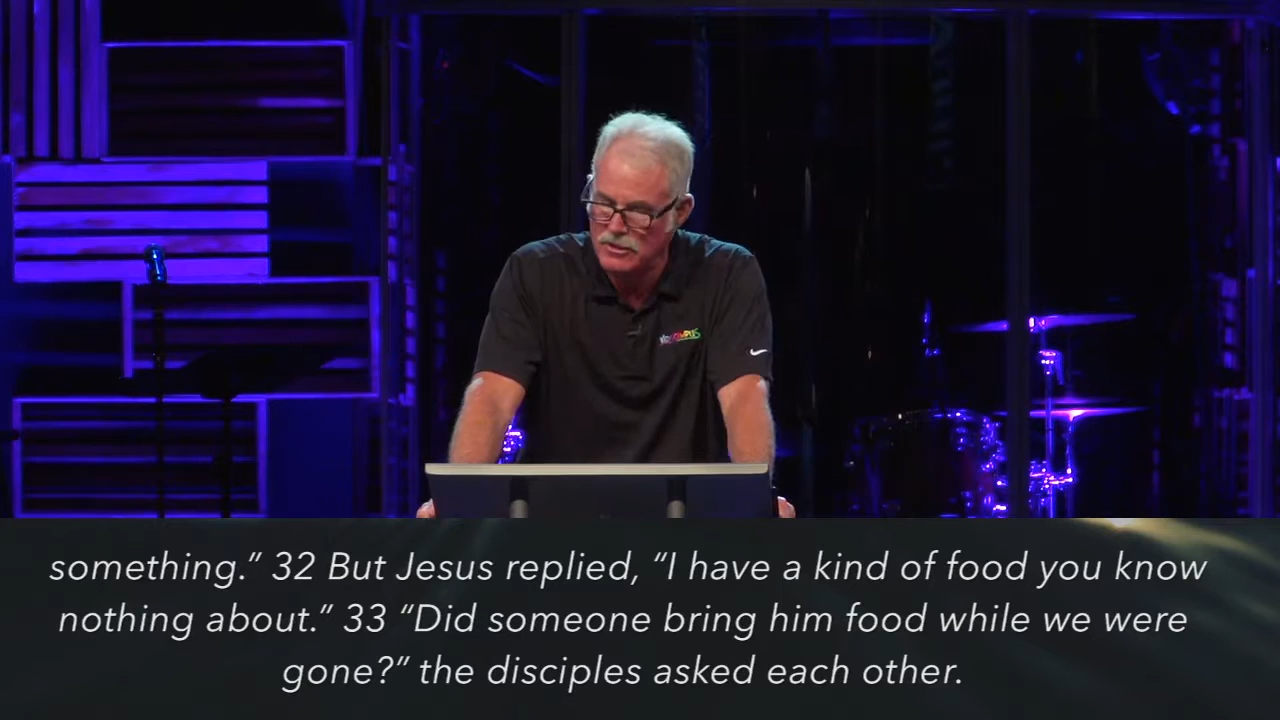 something.” 32 But Jesus replied, “I have a kind of food you know
nothing about.” 33 “Did someone bring him food while we were
gone?” the disciples asked each other.